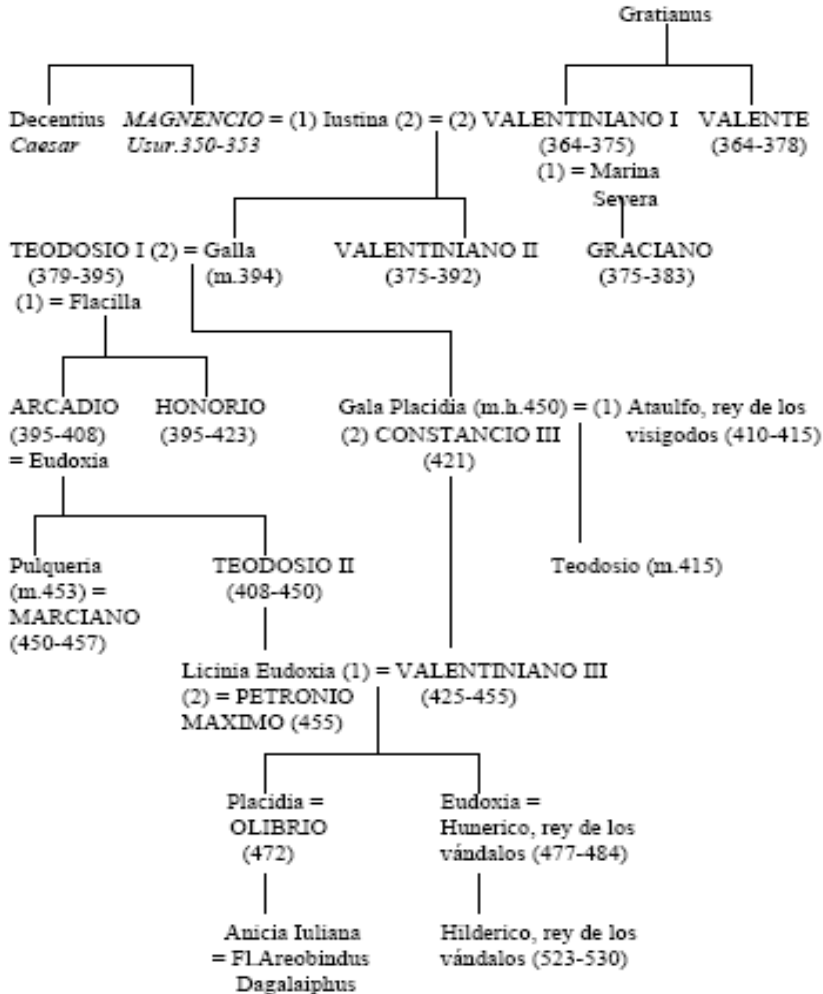 Gratianus
Decentius MAGNENCIO = (1) Iustina (2) = (2) VALENTINIANO I VALENTE
Caesar Usur.350-353 (364-375) (364-378)
(1) = Marina
Severa
TEODOSIO I (2) = Galla VALENTINIANO II GRACIANO
(379-395) (m.394) (375-392) (375-383)
(1) = Flacilla
ARCADIO HONORIO Gala Placidia (m.h.450) = (1) Ataulfo, rey de los
(395-408) (395-423) (2) CONSTANCIO III visigodos (410-415)
= Eudoxia (421)
Pulqueria TEODOSIO II Teodosio (m.415)
(m.453) = (408-450)
MARCIANO
(450-457)
Licinia Eudoxia (1) = VALENTINIANO III
(2) = PETRONIO (425-455)
MAXIMO (455)
Placidia = Eudoxia =
OLIBRIO Hunerico, rey de los
(472) vándalos (477-484)
Anicia Iuliana Hilderico, rey de los
= Fl.Areobindus vándalos (523-530)
Dagalaiphus